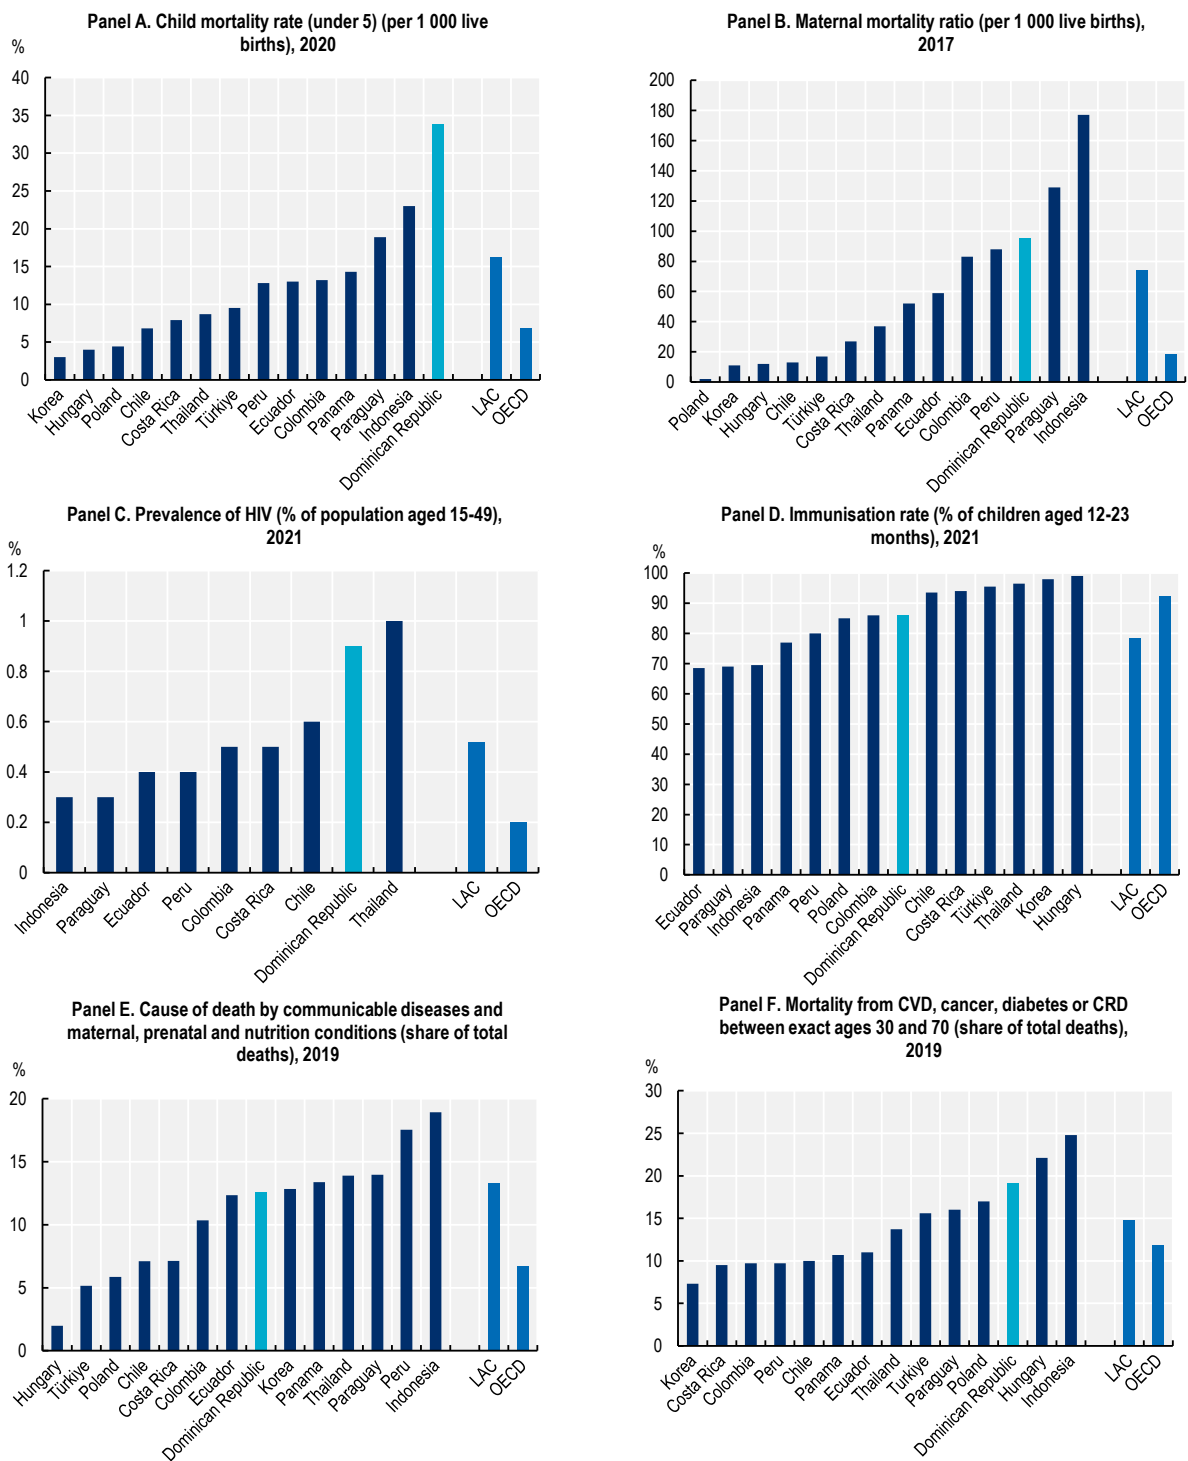 Panel A. Child mortality rate (under 5) (per 1 000 live
births), 2020
%
40
35
30
25
20
15
10
5
0
Korea
Hungary
Poland
Chile
Costa Rica
Thailand
Türkiye
Peru
Ecuador
Colombia
Panama
Paraguay
Indonesia
Dominican Republic
LAC
OECD
Panel B. Maternal mortality ratio (per 1 000 live births),
2017
200
180
160
140
120
100
80
60
40
20
0
Poland
Korea
Hungary
Chile
Türkiye
Costa Rica
Thailand
Panama
Ecuador
Colombia
Peru
Dominican Republic
Paraguay
Indonesia
LAC
OECD
Panel C. Prevalence of HIV (% of population aged 15-49),
2021
%
1.2
1
0.8
0.6
0.4
0.2
0
Indonesia
Paraguay
Ecuador
Peru
Colombia
Costa Rica
Chile
Dominican Republic
Thailand
LAC
OECD
Panel D. Immunisation rate (% of children aged 12-23
months), 2021
%
100
90
80
70
60
50
40
30
20
10
0
Ecuador
Paraguay
Indonesia
Panama
Peru
Poland
Colombia
Dominican Republic
Chile
Costa Rica
Türkiye
Thailand
Korea
Hungary
LAC
OECD
Panel E. Cause of death by communicable diseases and
maternal, prenatal and nutrition conditions (share of total
deaths), 2019
%
20
15
10
5
0
Hungary
Türkiye
Poland
Chile
Costa Rica
Colombia
Ecuador
Dominican Republic
Korea
Panama
Thailand
Paraguay
Peru
Indonesia
LAC
OECD
Panel F. Mortality from CVD, cancer, diabetes or CRD
between exact ages 30 and 70 (share of total deaths),
2019
%
30
25
20
15
10
5
0
Korea
Costa Rica
Colombia
Peru
Chile
Panama
Ecuador
Thailand
Turkiye
Paraguay
Poland
Dominican Republic
Hungary
Indonesia
LAC
OECD